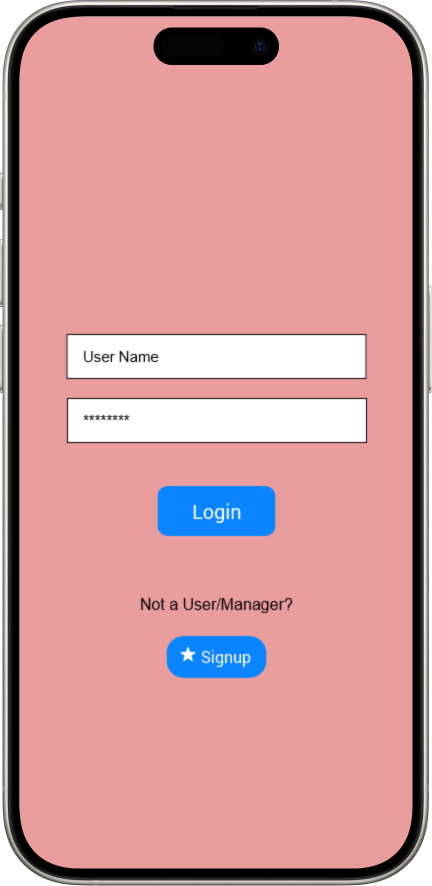 User Name
********
Login
Not a User/Manager?
Signup